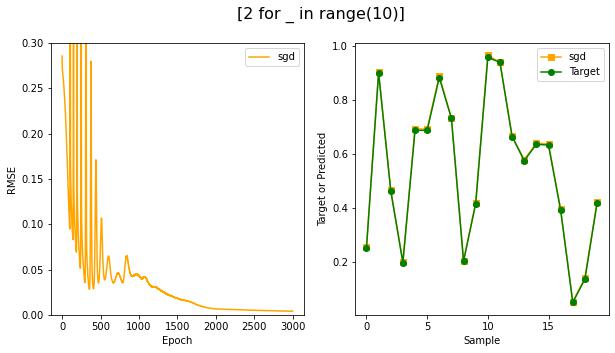 [2 for _ in range(10)]
0.30
0.25
0.20
0.15
0.10
0.05
0.00
RMSE
0 500 1000 1500 2000 2500 3000
Epoch
sgd
1.0
0.8
0.6
0.4
0.2
Target or Predicted
0 5 10 15
Sample
sgd
Target